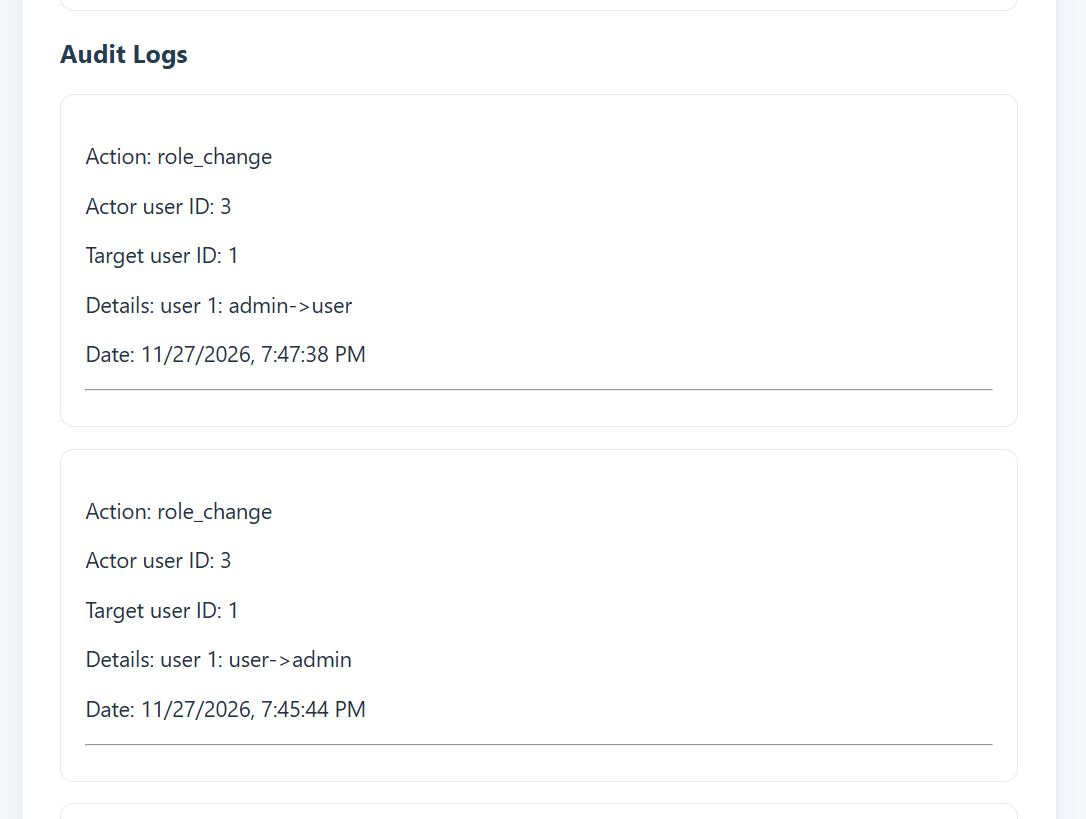 Audit Logs
Action: role_change
Actor user ID: 3
Target user ID: 1
Details: user 1: admin->user
Date: 11/27/2026, 7:47:38 PM
Action: role_change
Actor user ID: 3
Target user ID: 1
Details: user 1: user->admin
Date: 11/27/2026, 7:45:44 PM